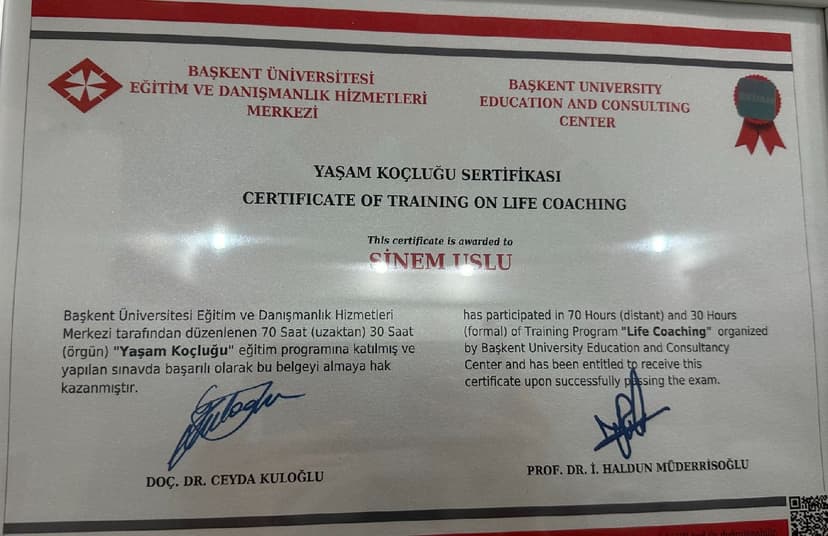 BAŞKENT ÜNİVERSİTESİ
EĞİTİM VE DANIŞMANLIK HİZMETLERİ
MERKEZİ
BAŞKENT UNIVERSITY
EDUCATION AND CONSULTING
CENTER
YAŞAM KOÇLUĞU SERTİFİKASI
CERTIFICATE OF TRAINING ON LIFE COACHING
This certificate is awarded to
SİNEM USLU
Başkent Üniversitesi Eğitim ve Danışmanlık Hizmetleri
Merkezi tarafından düzenlenen 70 Saat (uzaktan) 30 Saat
(örgün) "Yaşam Koçluğu" eğitim programına katılmış ve
yapılan sınavda başarılı olarak bu belgeyi almaya hak
kazanmıştır.
has participated in 70 Hours (distant) and 30 Hours
(formal) of Training Program "Life Coaching" organized
by Başkent University Education and Consultancy
Center and has been entitled to receive this
certificate upon successfully passing the exam.
DOÇ. DR. CEYDA KULOĞLU
PROF. DR. İ. HALDUN MÜDERRİSOĞLU